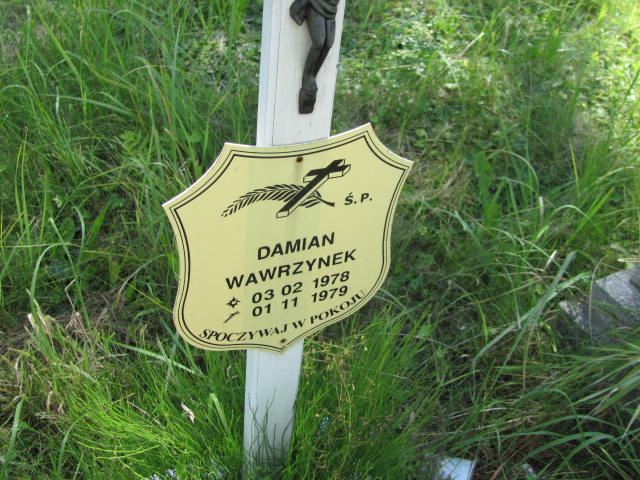 Ś.P.
DAMIAN
WAWRZYNEK
03 02 1978
01 11 1979
SPOCZYWAJ W POKOJU